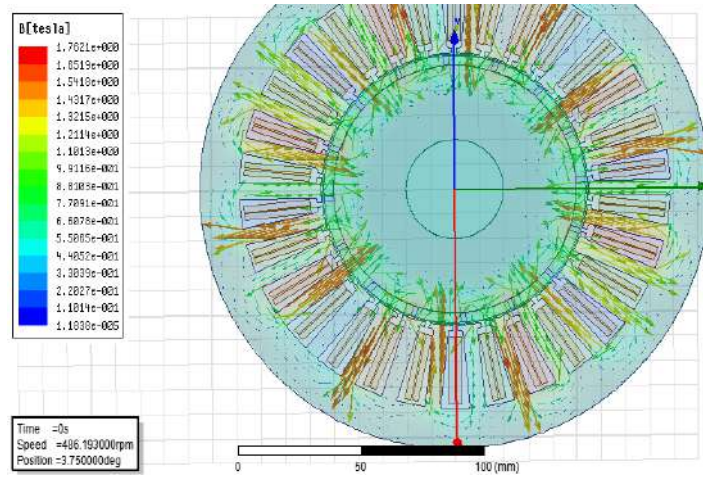 B[tesla]
1.7621e+000
1.6519e+000
1.5418e+000
1.4317e+000
1.3215e+000
1.2114e+000
1.1013e+000
9.9116e-001
8.8103e-001
7.7091e-001
6.6078e-001
5.5065e-001
4.4052e-001
3.3039e-001
2.2027e-001
1.1014e-001
1.1838e-005
Time =0s
Speed =486.193000rpm
Position =3.750000deg
0 50 100 (mm)